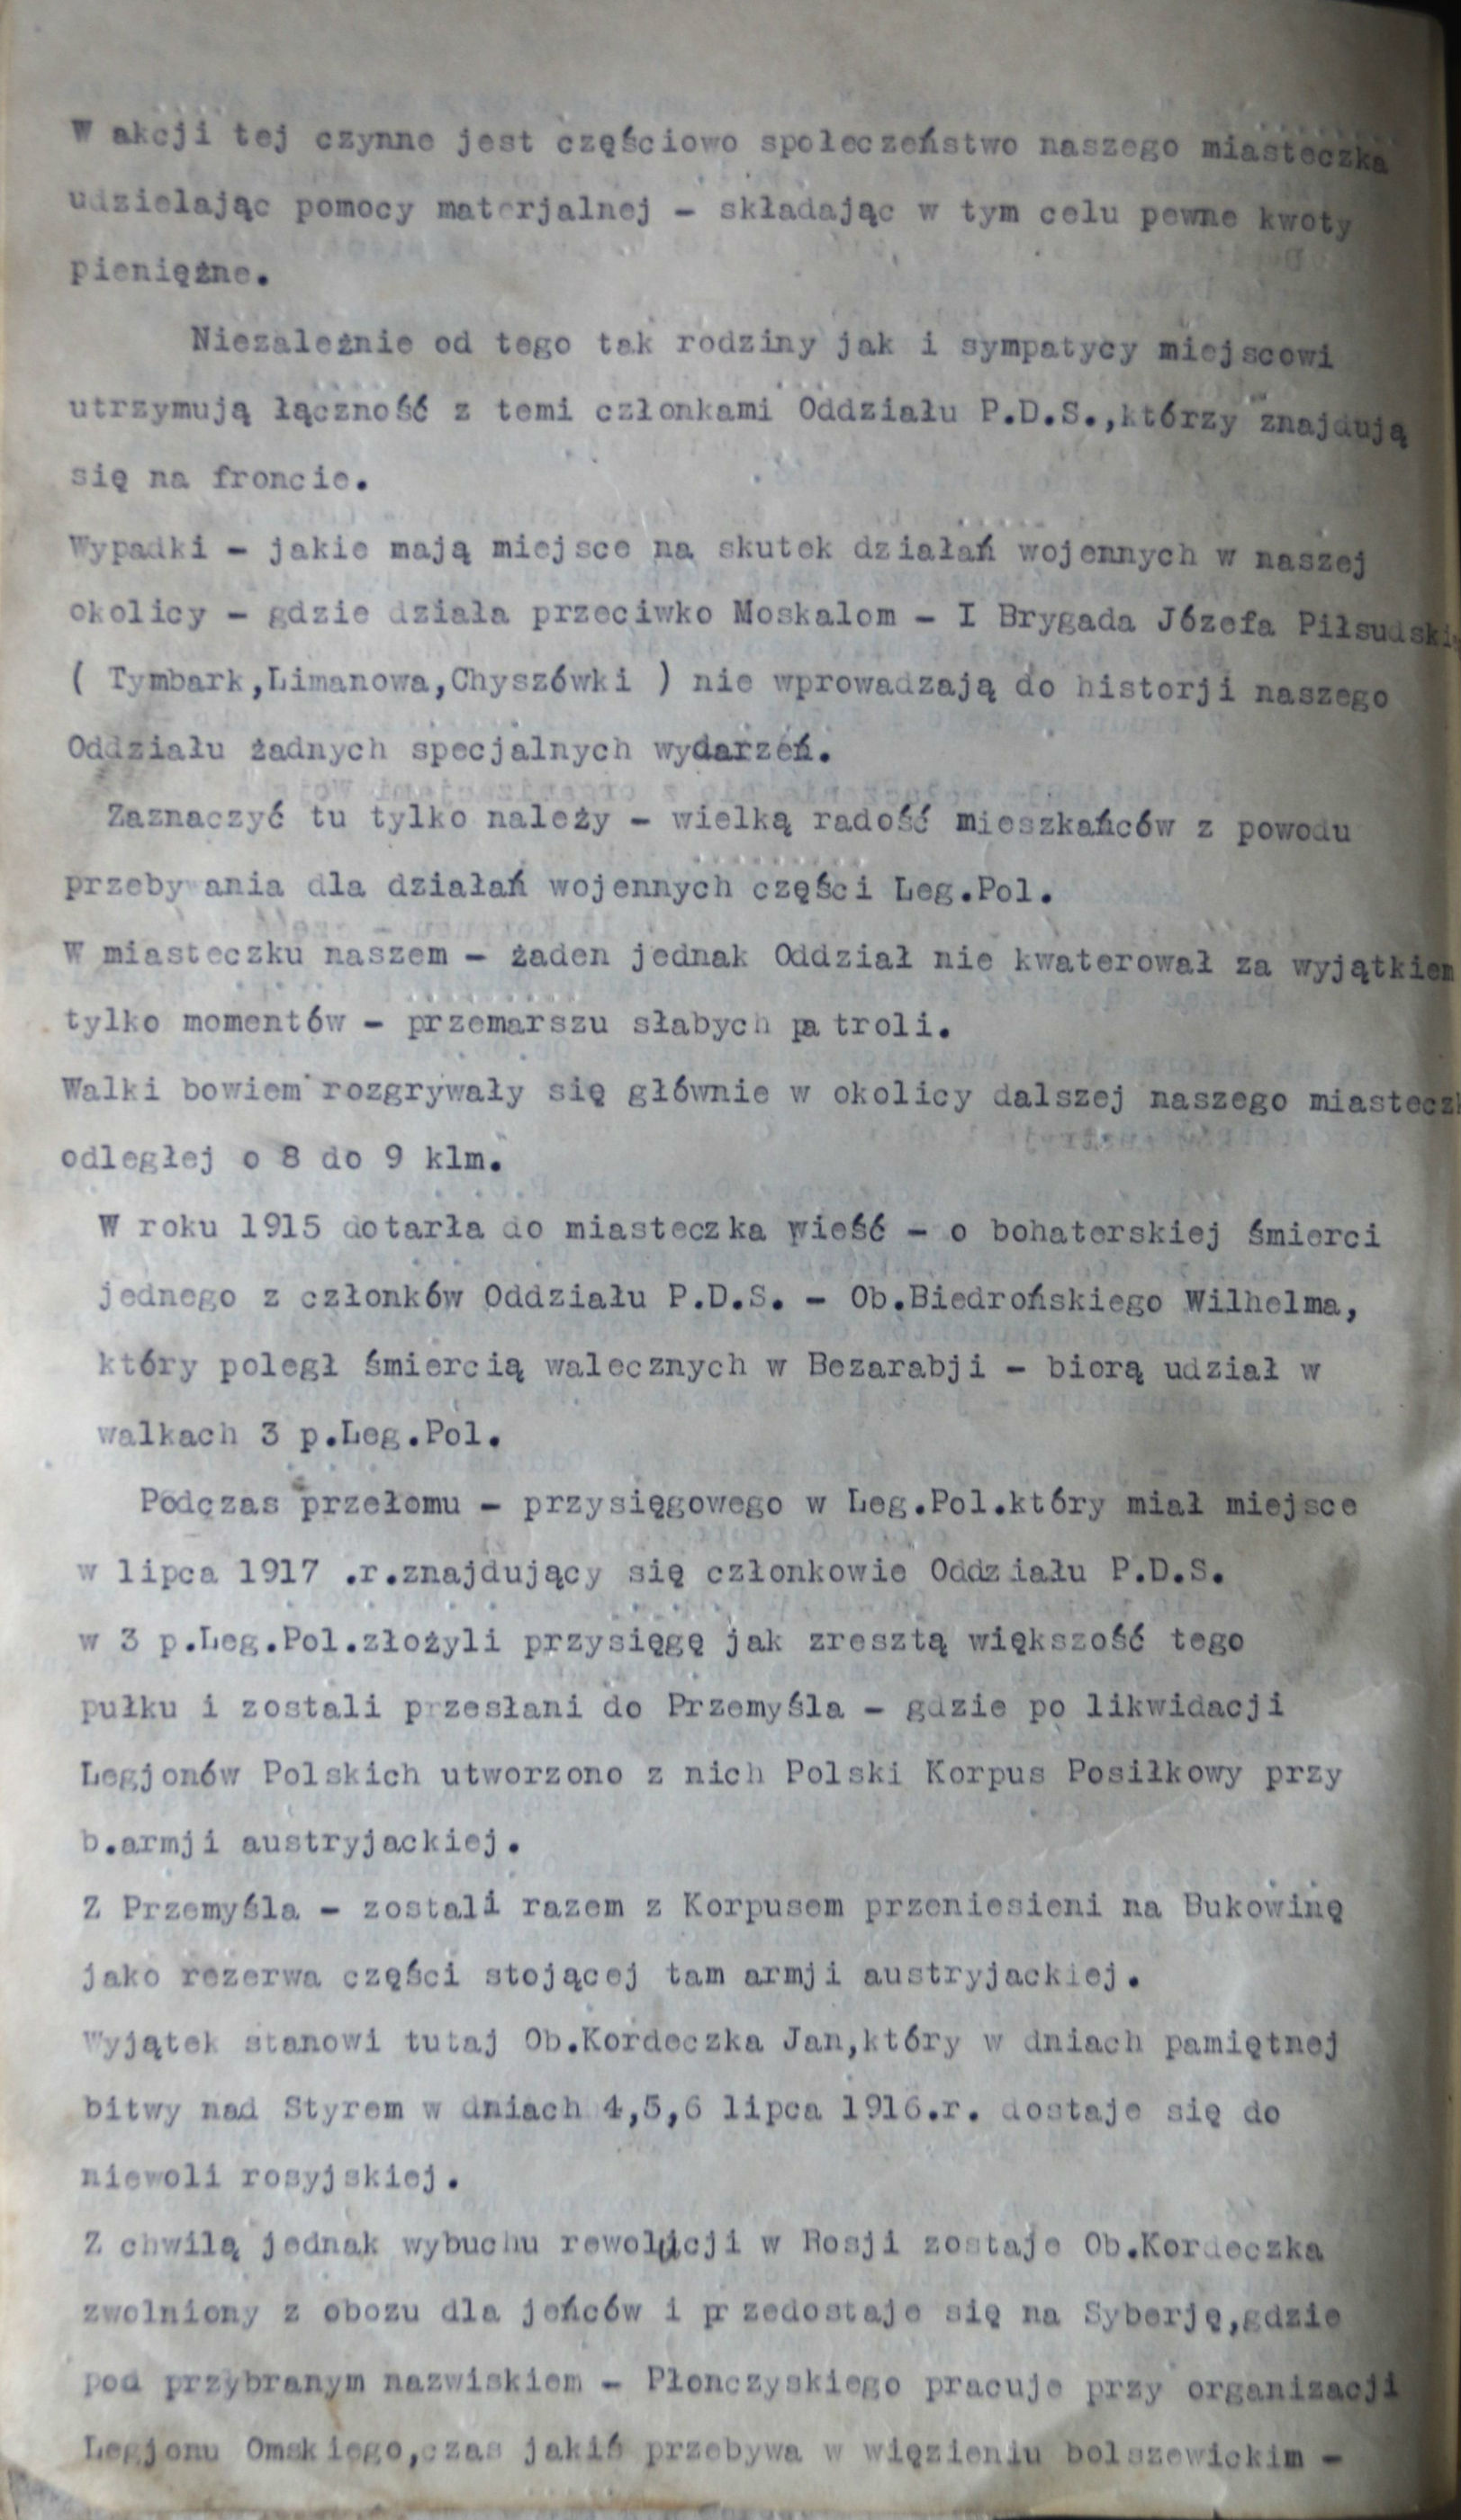 W akcji tej czynne jest częściowo społeczeństwo naszego miasteczka
udzielając pomocy materjalnej - składając w tym celu pewne kwoty
pieniężne.
Niezależnie od tego tak rodziny jak i sympatycy miejscowi
utrzymują łączność z temi członkami Oddziału P.D.S.,którzy znajdują
się na froncie.
Wypadki - jakie mają miejsce na skutek działań wojennych w naszej
okolicy - gdzie działa przeciwko Moskalom - I Brygada Józefa Piłsudski
( Tymbark,Limanowa,Chyszówki ) nie wprowadzają do historji naszego
Oddziału żadnych specjalnych wydarzeń.
Zaznaczyć tu tylko należy - wielką radość mieszkańców z powodu
przebywania dla działań wojennych części Leg.Pol.
W miasteczku naszem - żaden jednak Oddział nie kwaterował za wyjątkiem
tylko momentów - przemarszu słabych pa troli.
Walki bowiem rozgrywały się głównie w okolicy dalszej naszego miasteczk
odległej o 8 do 9 klm.
W roku 1915 dotarła do miasteczka wieść - o bohaterskiej śmierci
jednego z członków Oddziału P.D.S. - Ob.Biedrońskiego Wilhelma,
który poległ śmiercią walecznych w Bezarabji - biorą udział w
walkach 3 p.Leg.Pol.
Podczas przełomu - przysięgowego w Leg.Pol.który miał miejsce
w lipca 1917 .r.znajdujący się członkowie Oddziału P.D.S.
w 3 p.Leg.Pol.złożyli przysięgę jak zresztą większość tego
pułku i zostali przesłani do Przemyśla - gdzie po likwidacji
Legjonów Polskich utworzono z nich Polski Korpus Posiłkowy przy
b.armji austryjackiej.
Z Przemyśla - zostali razem z Korpusem przeniesieni na Bukowinę
jako rezerwa części stojącej tam armji austryjackiej.
Wyjątek stanowi tutaj Ob.Kordeczka Jan,który w dniach pamiętnej
bitwy nad Styrem w dniach 4,5,6 lipca 1916.r. dostaje się do
niewoli rosyjskiej.
Z chwilą jednak wybuchu rewolucji w Rosji zostaje Ob.Kordeczka
zwolniony z obozu dla jeńców i pr zedostaje się na Syberję,gdzie
pod przybranym nazwiskiem - Płonczyskiego pracuje przy organizacji
Legjonu Omskiego,czas jakiś przebywa w więzieniu bolszewickim -